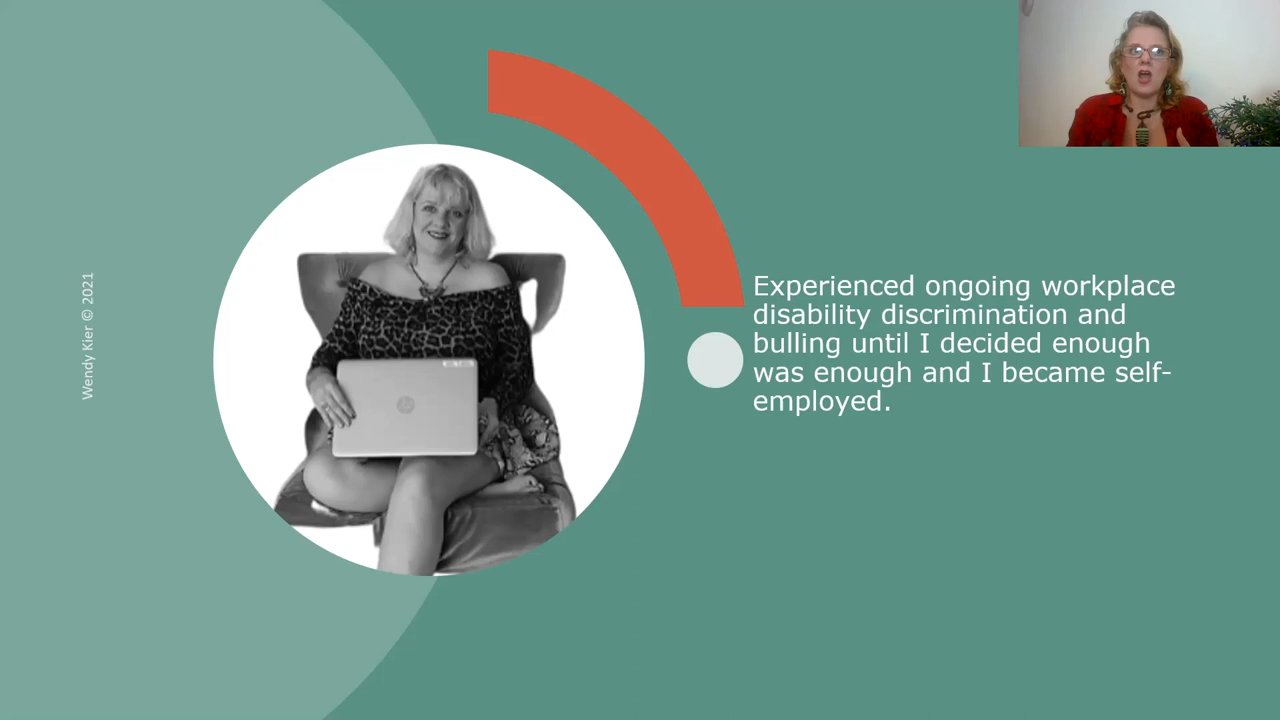 Wendy Kier © 2021
Experienced ongoing workplace
disability discrimination and
bulling until I decided enough
was enough and I became self-
employed.